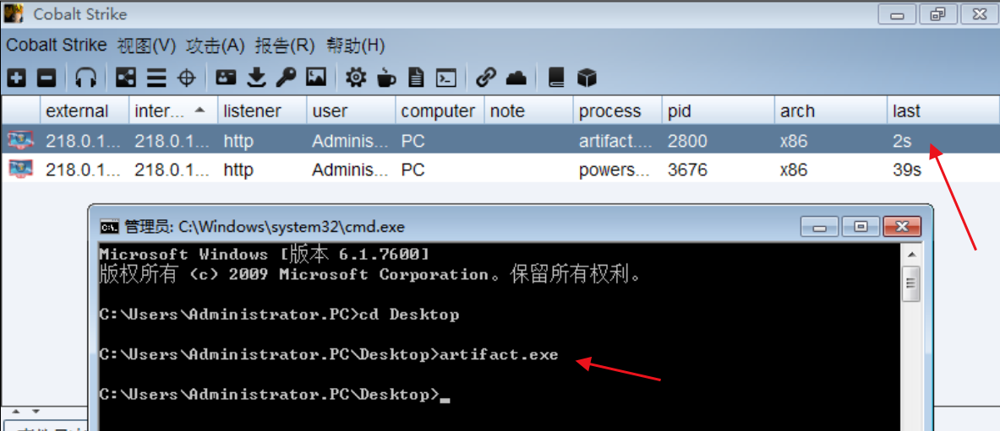 Cobalt Strike
Cobalt Strike 视图(V) 攻击(A) 报告(R) 帮助(H)
external inter... listener user computer note process pid arch last
218.0.1... 218.0.1... http Adminis... PC artifact.... 2800 x86 2s
218.0.1... 218.0.1... http Adminis... PC powers... 3676 x86 39s
管理员: C:\Windows\system32\cmd.exe
Microsoft Windows [版本 6.1.7600]
版权所有 (c) 2009 Microsoft Corporation。保留所有权利。
C:\Users\Administrator.PC>cd Desktop
C:\Users\Administrator.PC\Desktop>artifact.exe
C:\Users\Administrator.PC\Desktop>_